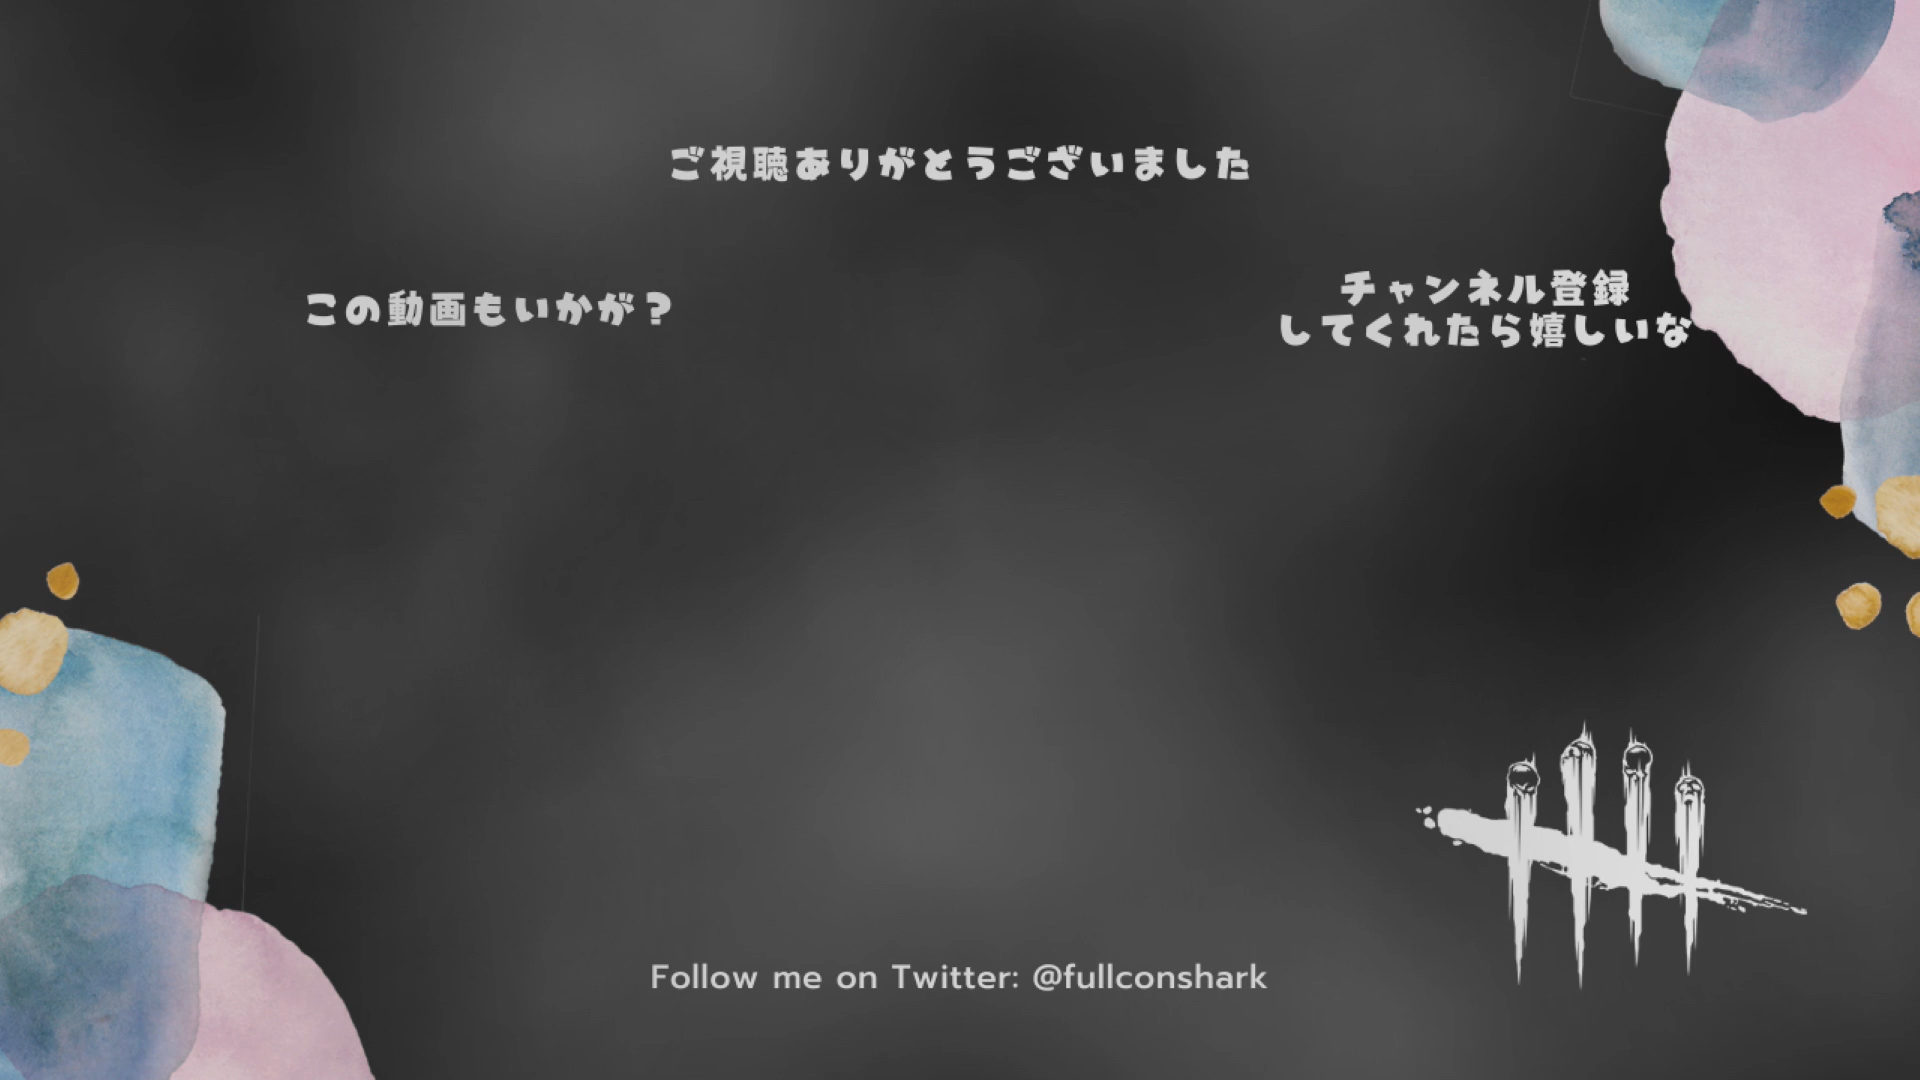 ご視聴ありがとうございました
この動画もいかが？
チャンネル登録
してくれたら嬉しいな
Follow me on Twitter: @fullconshark